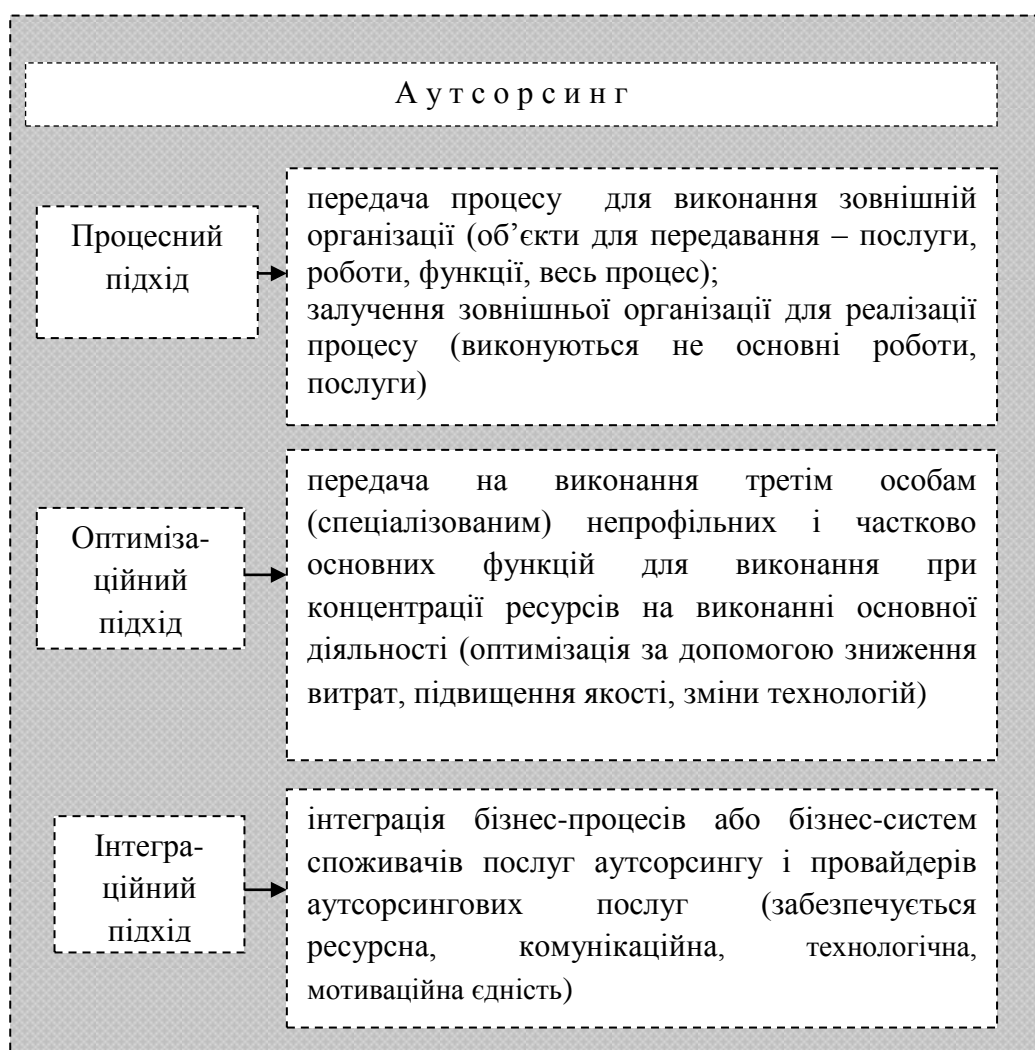 А у т с о р с и н г
Процесний
підхід
передача процесу для виконання зовнішній
організації (об’єкти для передавання – послуги,
роботи, функції, весь процес);
залучення зовнішньої організації для реалізації
процесу (виконуються не основні роботи,
послуги)
Оптиміза-
ційний
підхід
передача на виконання третім особам
(спеціалізованим) непрофільних і частково
основних функцій для виконання при
концентрації ресурсів на виконанні основної
діяльності (оптимізація за допомогою зниження
витрат, підвищення якості, зміни технологій)
Інтегра-
ційний
підхід
інтеграція бізнес-процесів або бізнес-систем
споживачів послуг аутсорсингу і провайдерів
аутсорсингових послуг (забезпечується
ресурсна, комунікаційна, технологічна,
мотиваційна єдність)